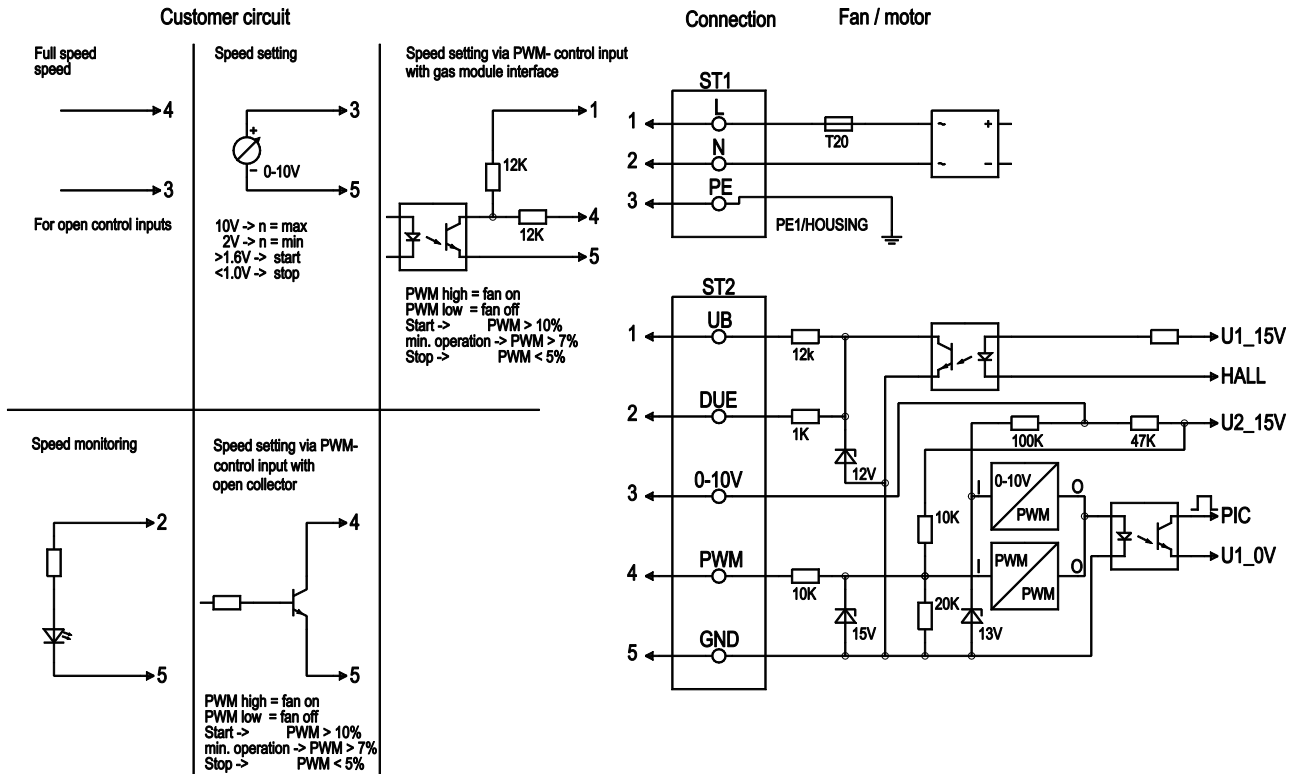 Customer circuit
Connection
Fan / motor
Full speed
speed
4
3
For open control inputs
Speed setting
3
+
– 0-10V
5
10V -> n = max
2V -> n = min
>1.6V -> start
<1.0V -> stop
Speed setting via PWM- control input
with gas module interface
1
12K
4
12K
5
PWM high = fan on
PWM low = fan off
Start -> PWM > 10%
min. operation -> PWM > 7%
Stop -> PWM < 5%
Speed monitoring
2
5
Speed setting via PWM-
control input with
open collector
4
5
PWM high = fan on
PWM low = fan off
Start -> PWM > 10%
min. operation -> PWM > 7%
Stop -> PWM < 5%
ST1
1
L
T20
~ +
2
N
~ –
3
PE
PE1/HOUSING
ST2
1
UB
12k
U1_15V
HALL
2
DUE
1K
100K
47K
U2_15V
12V
3
0-10V
10K
I
0-10V
PWM
O
PIC
U1_0V
4
PWM
10K
I
PWM
PWM
O
20K
15V
13V
5
GND